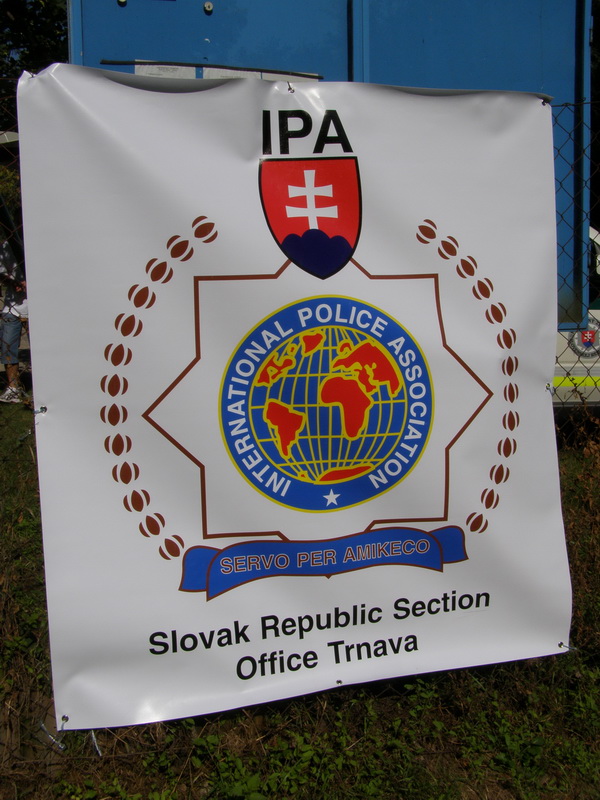 IPA
INTERNATIONAL POLICE ASSOCIATION
SERVO PER AMIKECO
Slovak Republic Section
Office Trnava